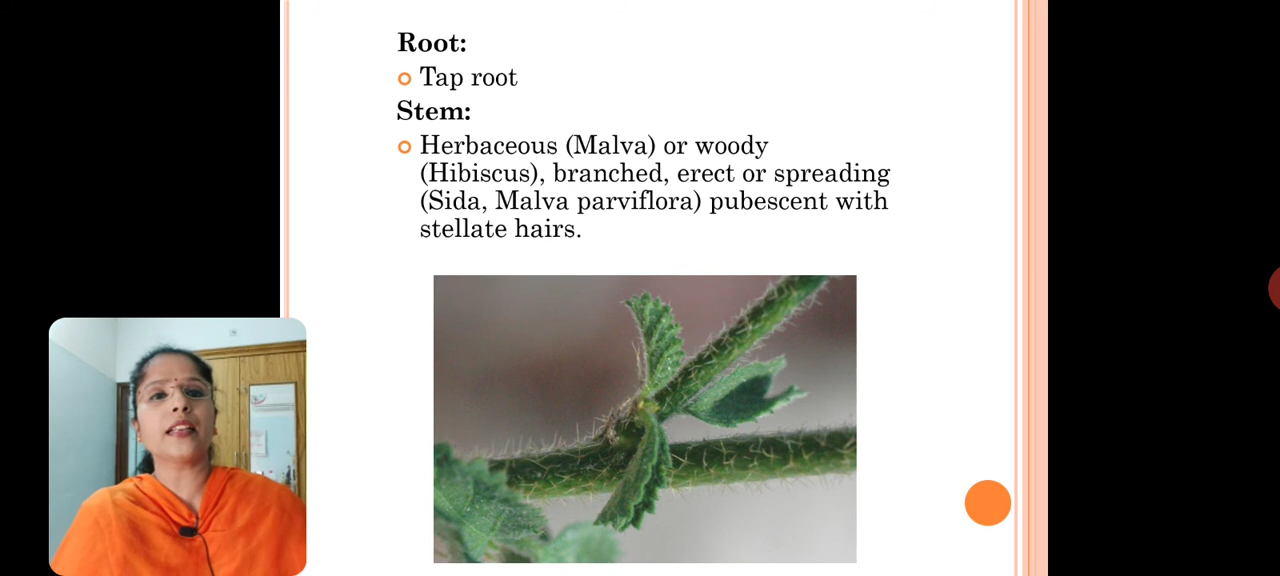 Root:
Tap root
Stem:
Herbaceous (Malva) or woody
(Hibiscus), branched, erect or spreading
(Sida, Malva parviflora) pubescent with
stellate hairs.